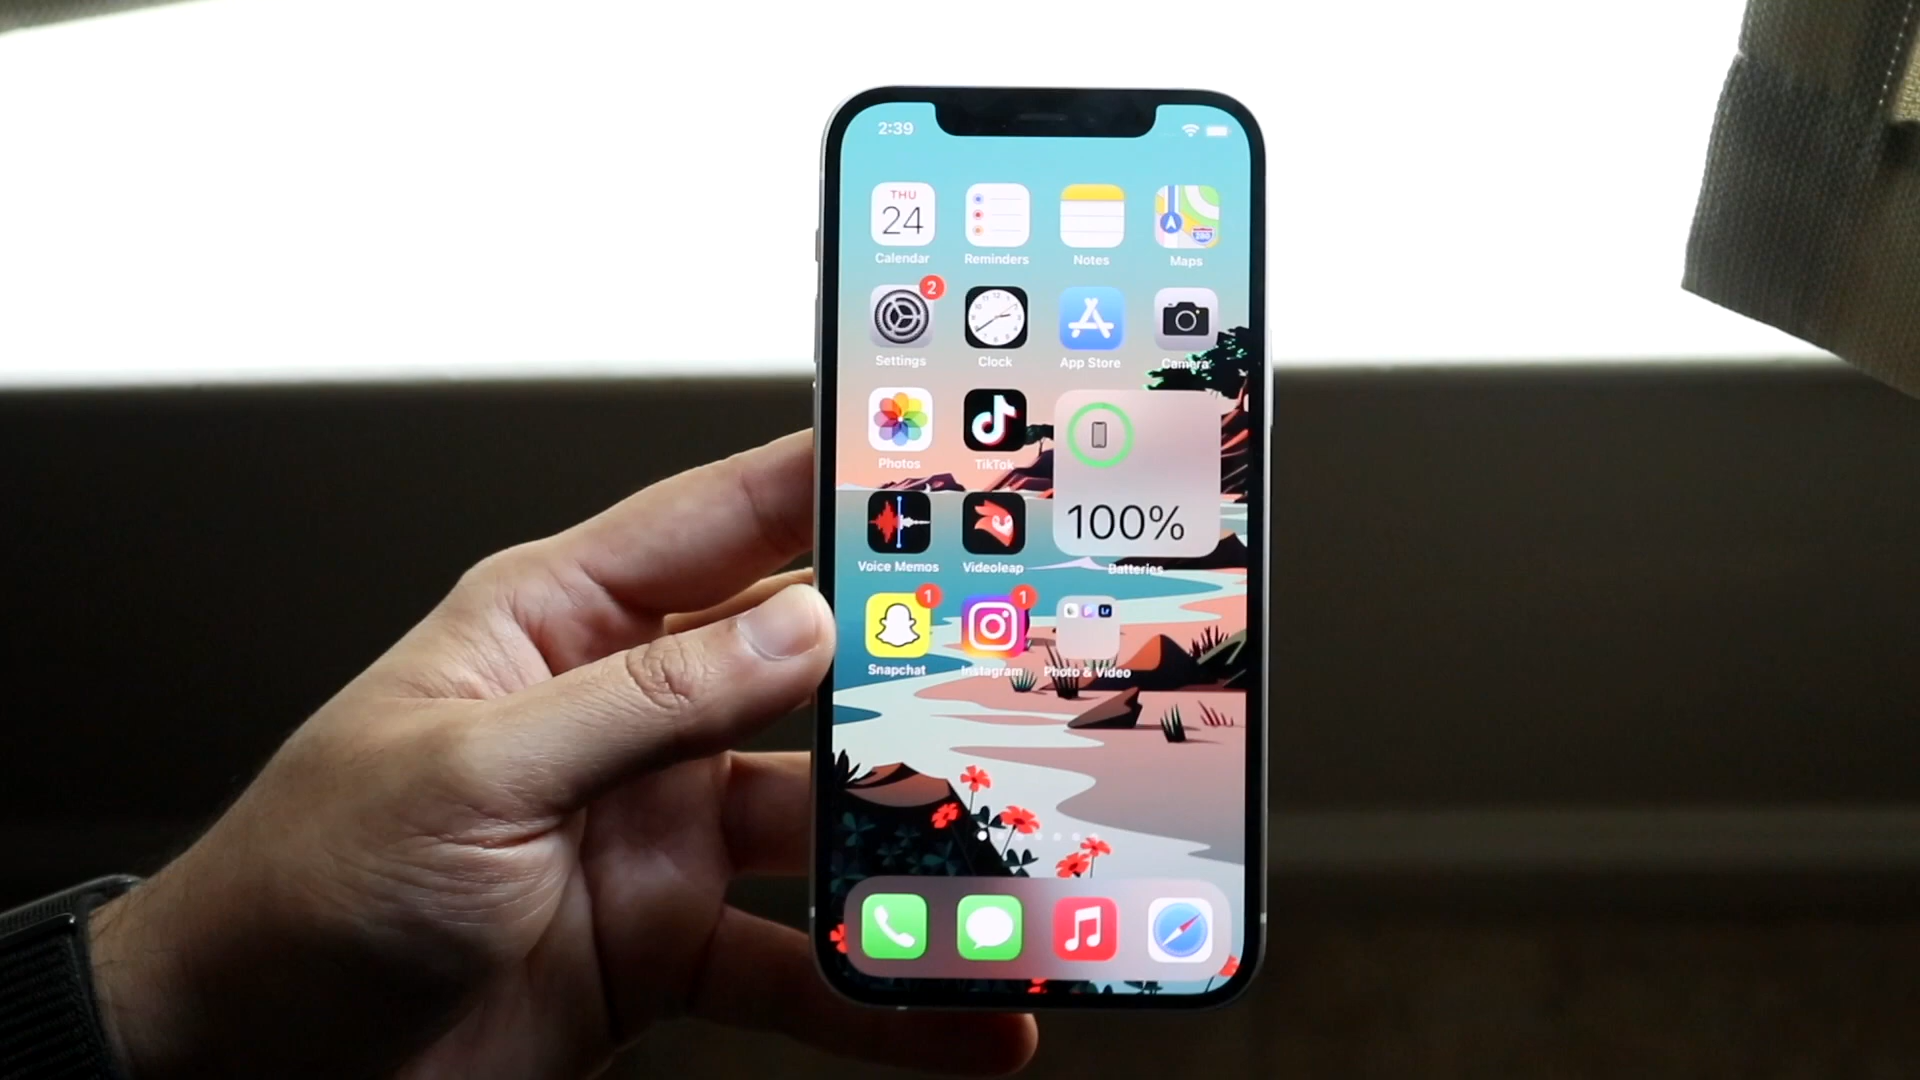 2:39
THU
24
Calendar
Reminders
Notes
Maps
2
Settings
Clock
App Store
Camera
Photos
TikTok
100%
Voice Memos
Videoleap
Batteries
1
1
Lr
Snapchat
Instagram
Photo & Video